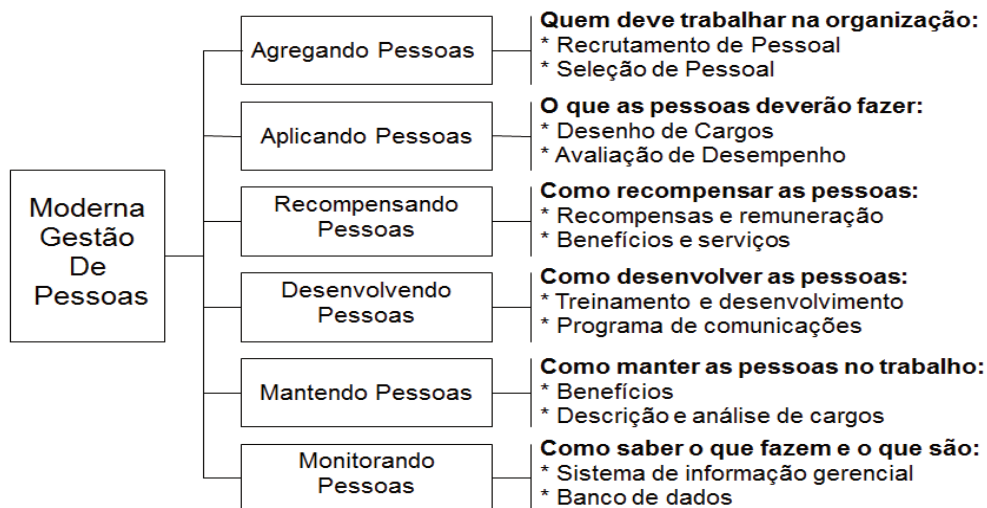 Moderna
Gestão
De
Pessoas
Agregando Pessoas
Quem deve trabalhar na organização:
* Recrutamento de Pessoal
* Seleção de Pessoal
Aplicando Pessoas
O que as pessoas deverão fazer:
* Desenho de Cargos
* Avaliação de Desempenho
Recompensando
Pessoas
Como recompensar as pessoas:
* Recompensas e remuneração
* Benefícios e serviços
Desenvolvendo
Pessoas
Como desenvolver as pessoas:
* Treinamento e desenvolvimento
* Programa de comunicações
Mantendo Pessoas
Como manter as pessoas no trabalho:
* Benefícios
* Descrição e análise de cargos
Monitorando
Pessoas
Como saber o que fazem e o que são:
* Sistema de informação gerencial
* Banco de dados